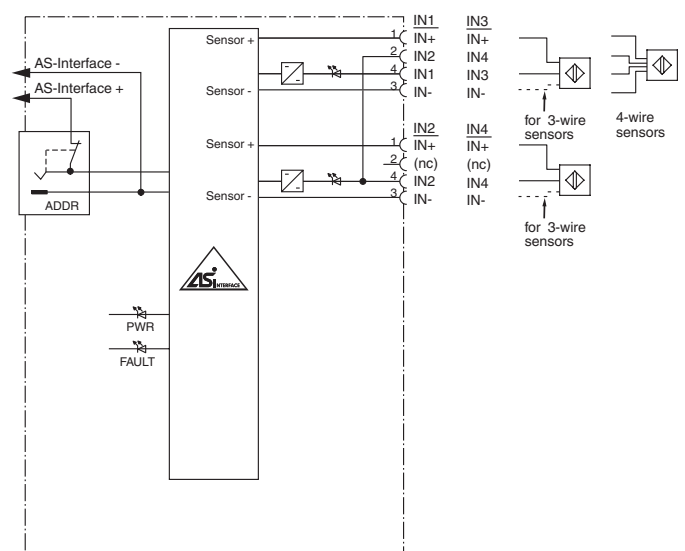 IN1 IN3
Sensor + 1 IN+ IN+
2 IN2 IN4
AS-Interface -
4 IN1 IN3
AS-Interface +
Sensor - 3 IN- IN-
for 3-wire
sensors
4-wire
sensors
IN2 IN4
Sensor + 1 IN+ IN+
2 (nc) (nc)
4 IN2 IN4
Sensor - 3 IN- IN-
ADDR
for 3-wire
sensors
ASi INTERFACE
PWR
FAULT